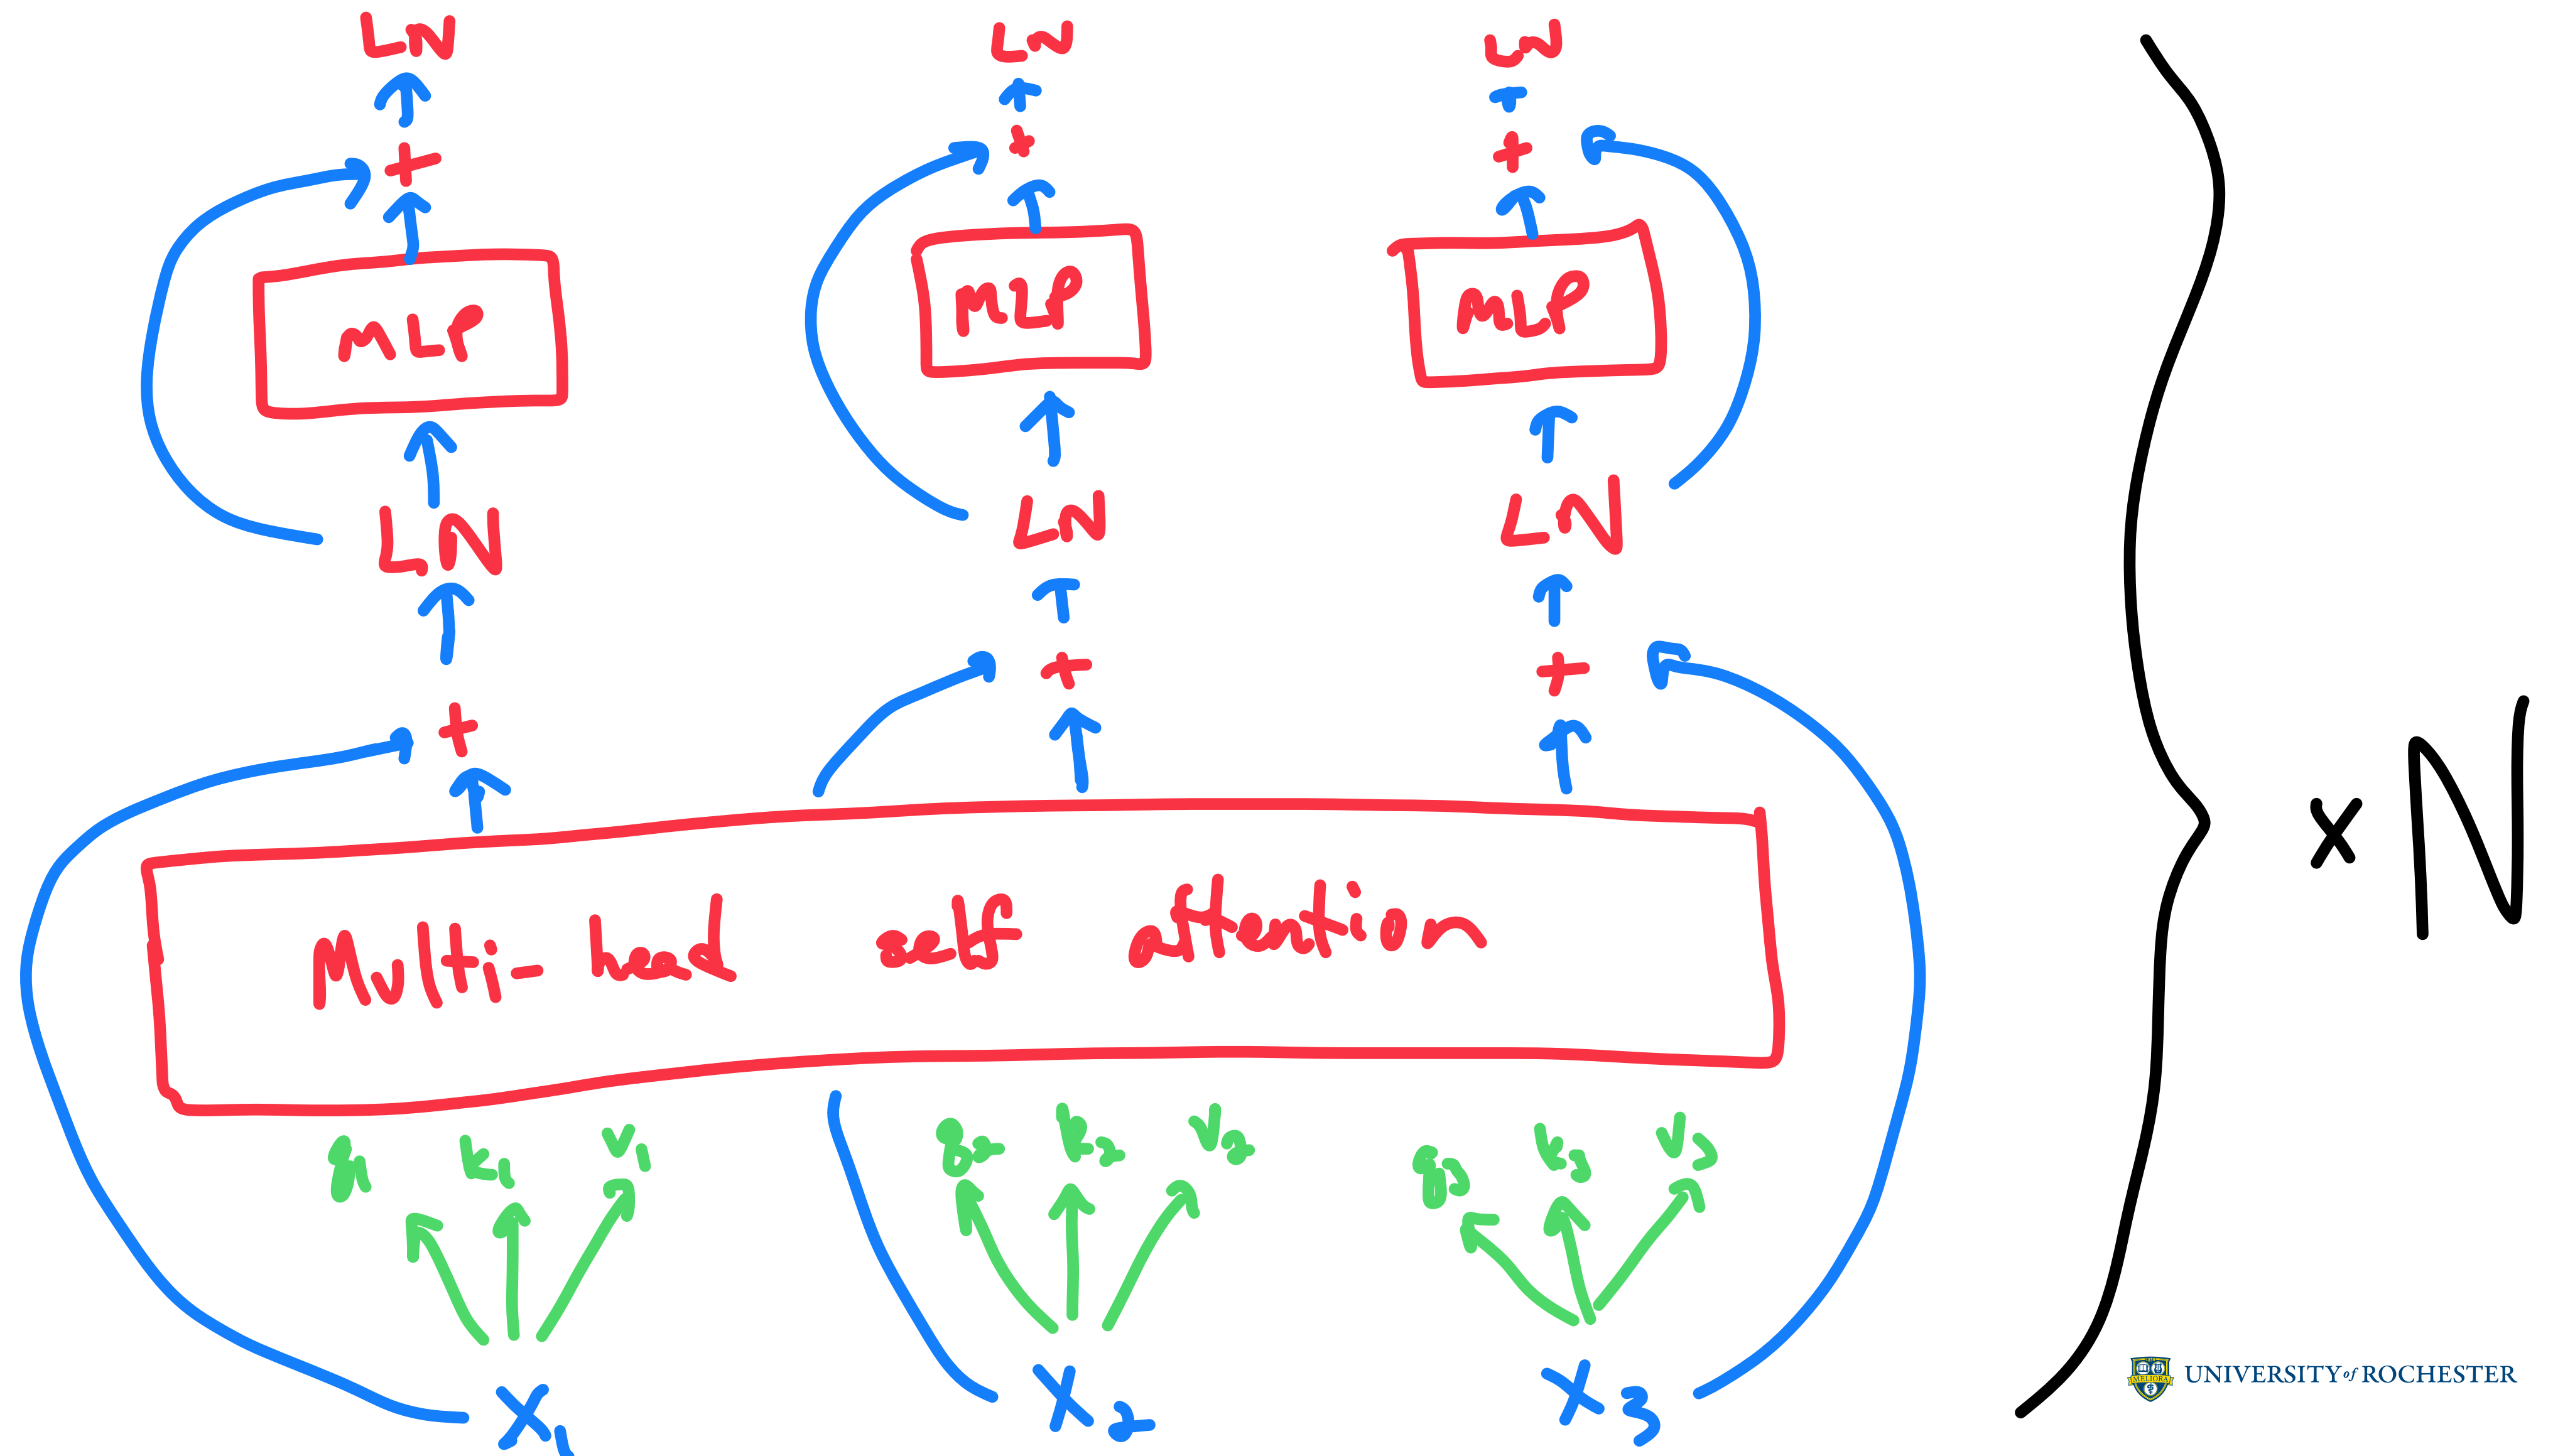 LN LN LN
+ + +
MLP MLP MLP
LN LN LN
+ + +
Multi-head self attention
q1 k1 v1 q2 k2 v2 q3 k3 v3
x1 x2 x3
x N
UNIVERSITY of ROCHESTER
MELIORA